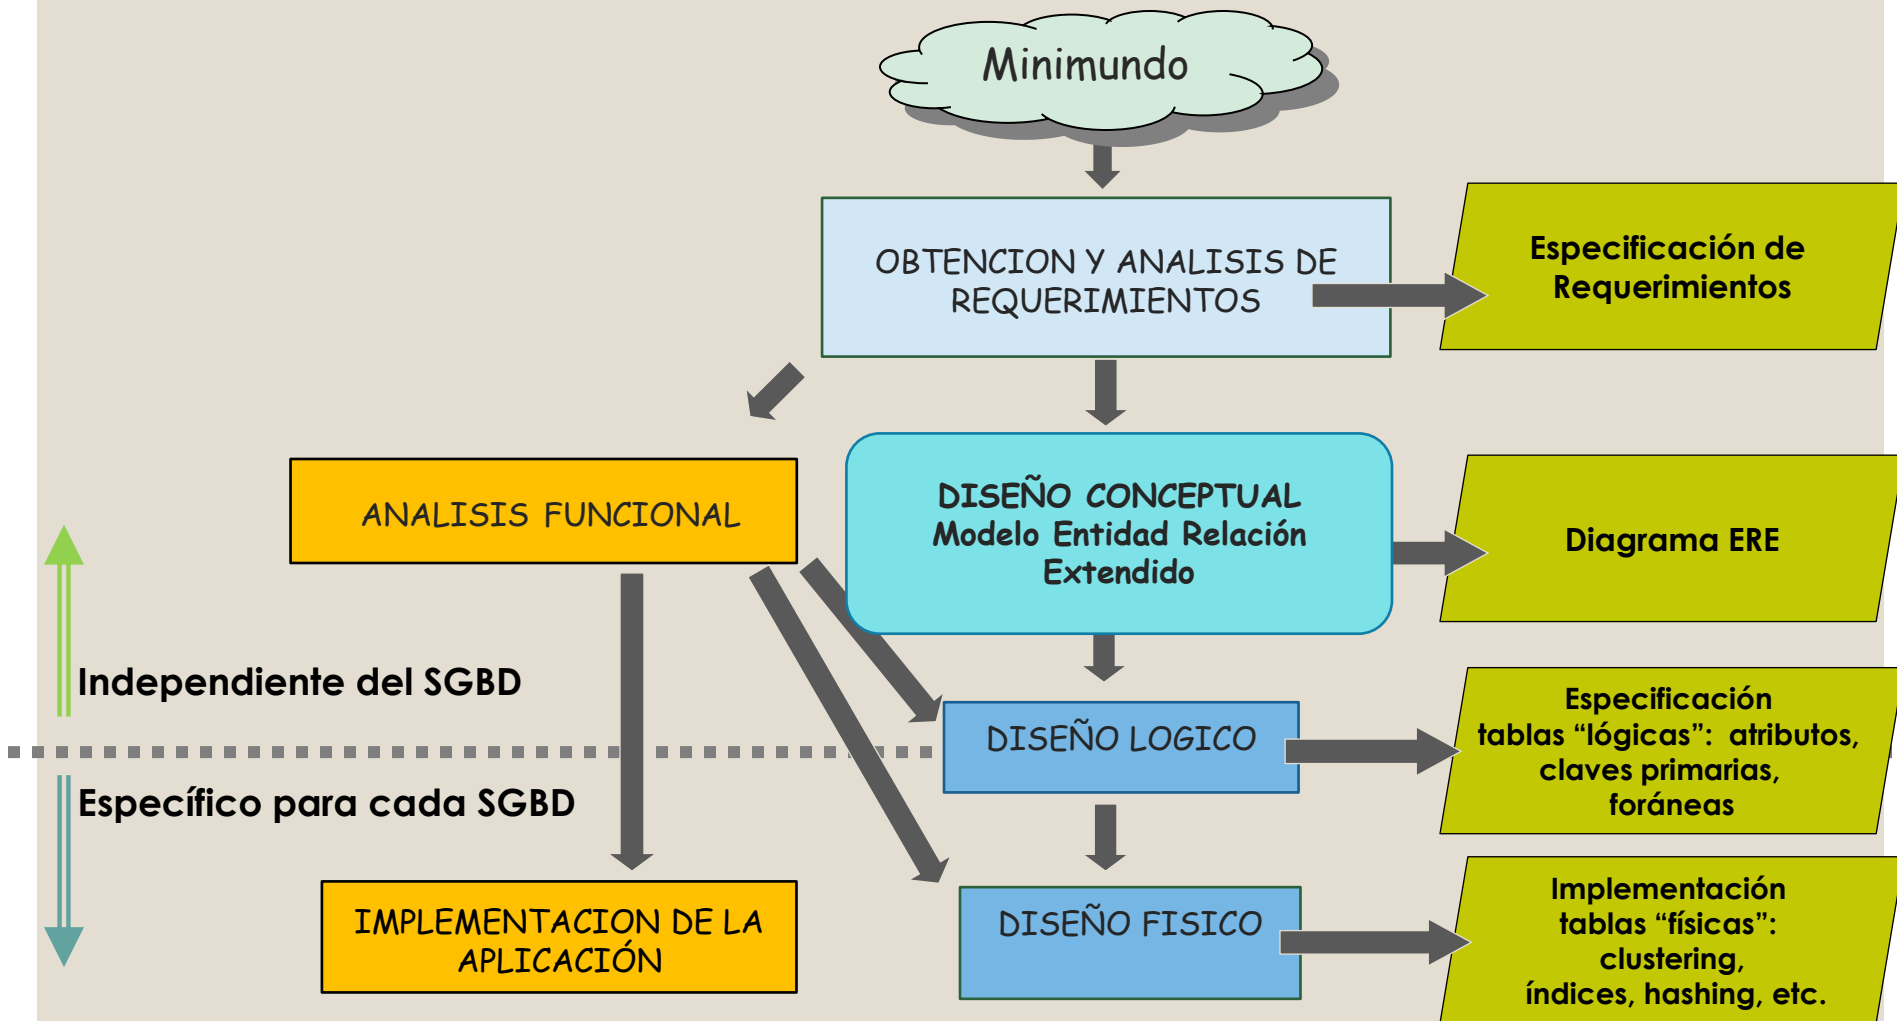 Minimundo
OBTENCION Y ANALISIS DE
REQUERIMIENTOS
Especificación de
Requerimientos
ANALISIS FUNCIONAL
DISEÑO CONCEPTUAL
Modelo Entidad Relación
Extendido
Diagrama ERE
Independiente del SGBD
DISEÑO LOGICO
Especificación
tablas “lógicas”: atributos,
claves primarias,
foráneas
Específico para cada SGBD
IMPLEMENTACION DE LA
APLICACIÓN
DISEÑO FISICO
Implementación
tablas “físicas”:
clustering,
índices, hashing, etc.